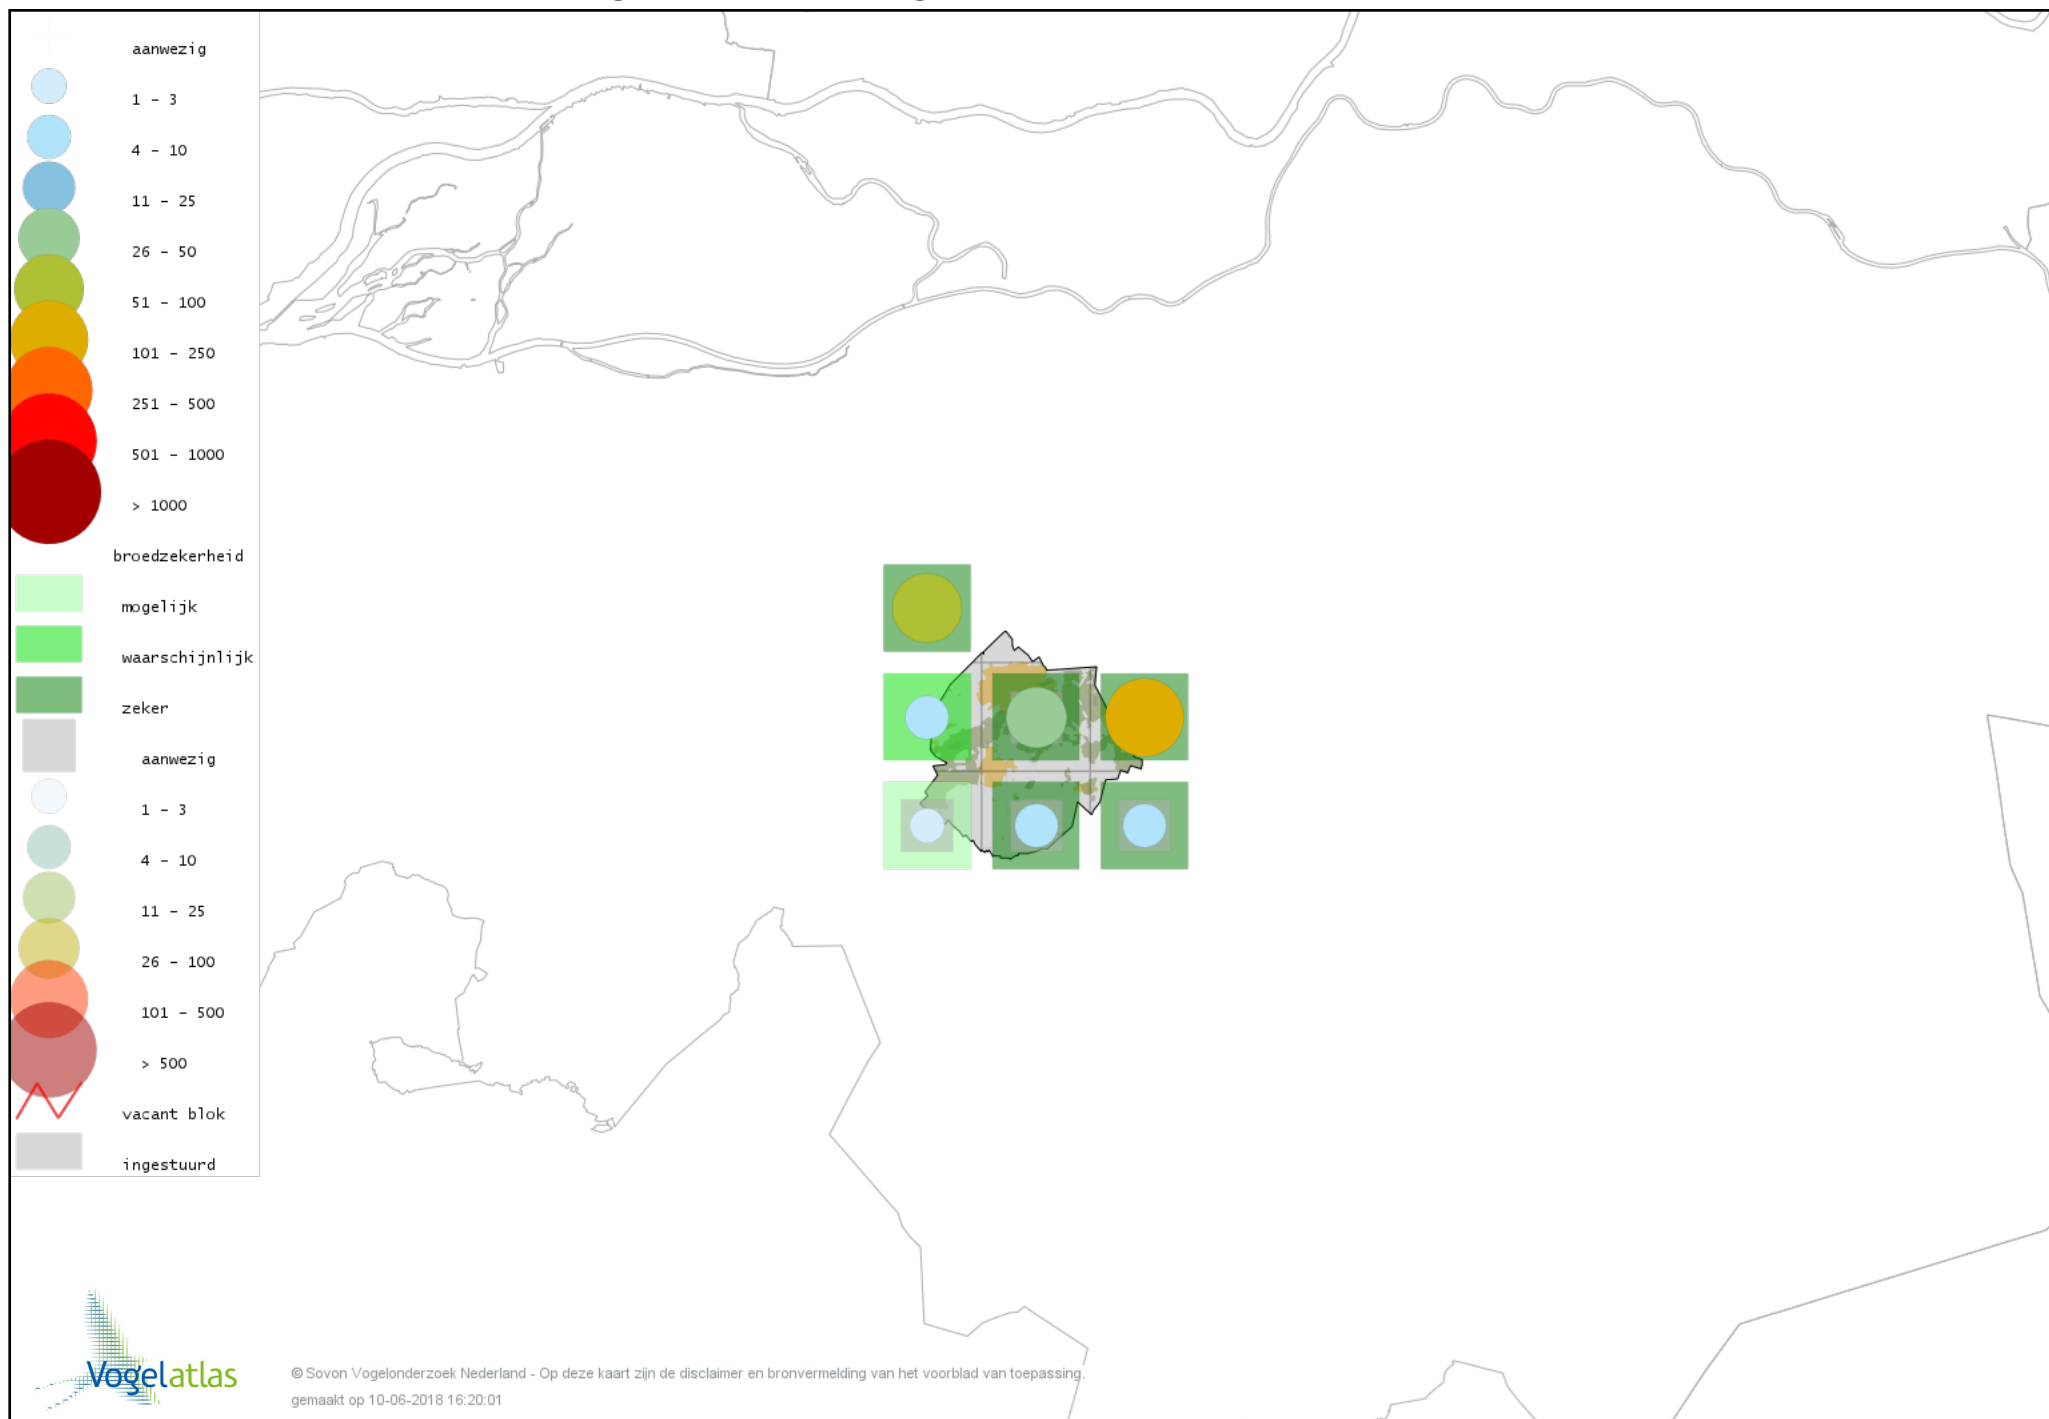 aanwezig
1 - 3
4 - 10
11 - 25
26 - 50
51 - 100
101 - 250
251 - 500
501 - 1000
> 1000
broedzekerheid
mogelijk
waarschijnlijk
zeker
aanwezig
1 - 3
4 - 10
11 - 25
26 - 100
101 - 500
> 500
vacant blok
ingestuurd
Vogelatlas
© Sovon Vogelonderzoek Nederland - Op deze kaart zijn de disclaimer en bronvermelding van het voorblad van toepassing.
gemaakt op 10-06-2018 16:20:01